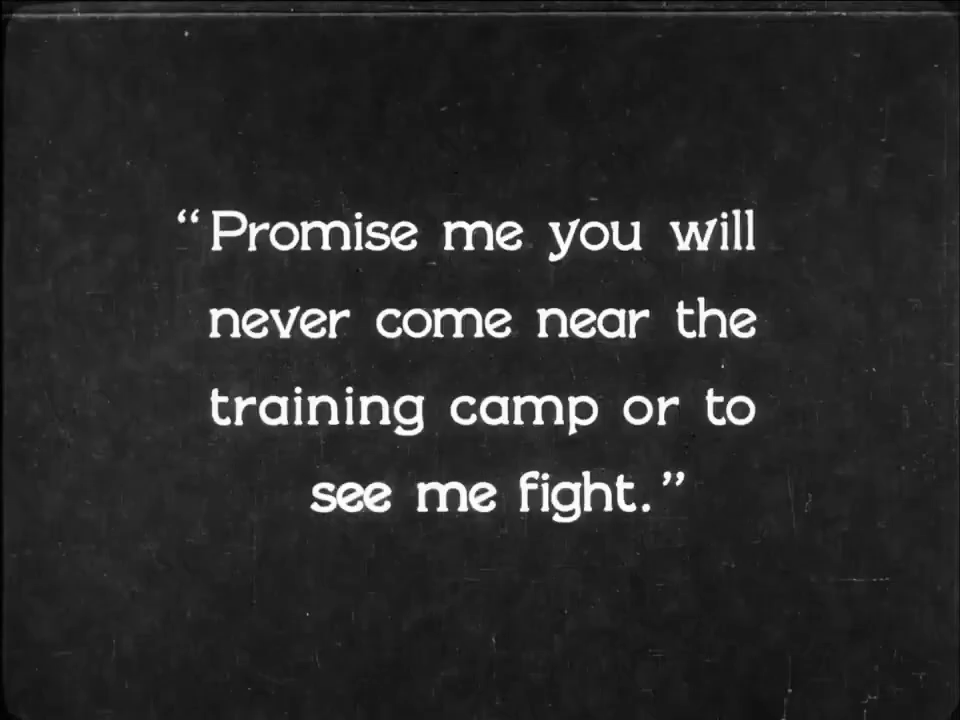 “Promise me you will
never come near the
training camp or to
see me fight.”